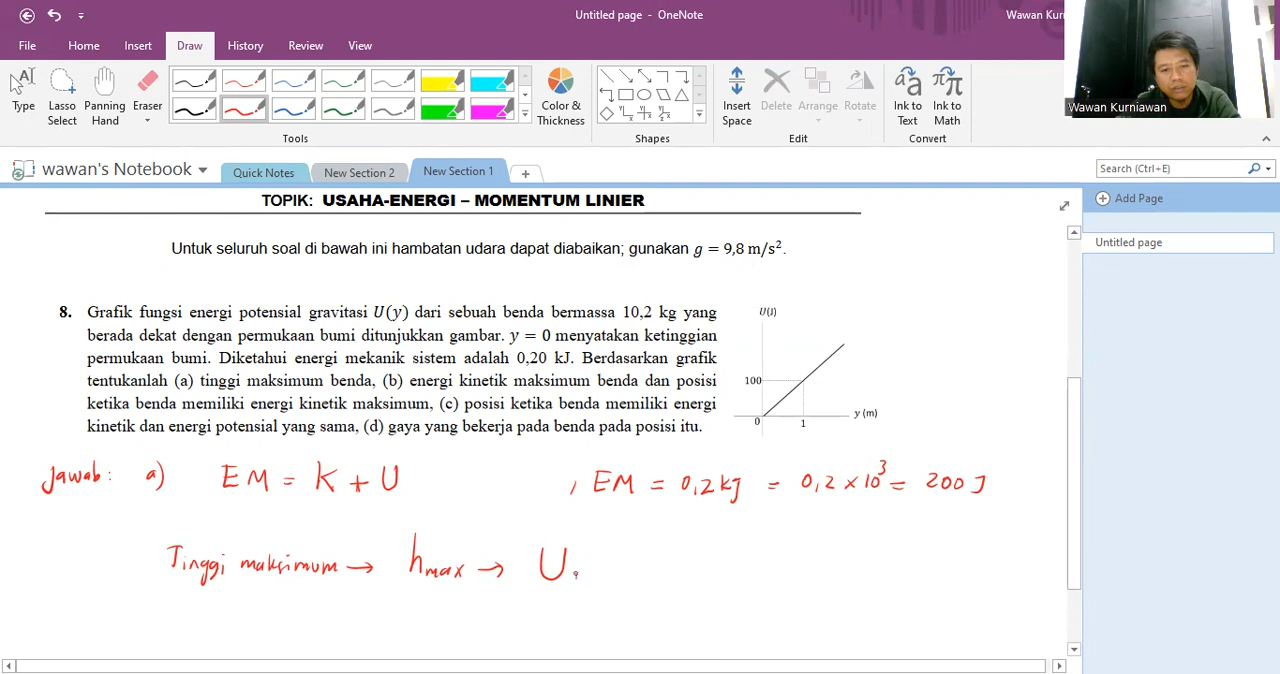 Untitled page - OneNote
Wawan Kurn
File Home Insert Draw History Review View
Type
Lasso Select
Panning Hand
Eraser
Color & Thickness
Insert Space
Delete
Arrange
Rotate
Ink to Text
Ink to Math
Tools
Shapes
Edit
Convert
Wawan Kurniawan
wawan's Notebook
Quick Notes
New Section 2
New Section 1
Search (Ctrl+E)
Add Page
Untitled page
TOPIK: USAHA-ENERGI – MOMENTUM LINIER
Untuk seluruh soal di bawah ini hambatan udara dapat diabaikan; gunakan g = 9,8 m/s².
8. Grafik fungsi energi potensial gravitasi U(y) dari sebuah benda bermassa 10,2 kg yang
berada dekat dengan permukaan bumi ditunjukkan gambar. y = 0 menyatakan ketinggian
permukaan bumi. Diketahui energi mekanik sistem adalah 0,20 kJ. Berdasarkan grafik
tentukanlah (a) tinggi maksimum benda, (b) energi kinetik maksimum benda dan posisi
ketika benda memiliki energi kinetik maksimum, (c) posisi ketika benda memiliki energi
kinetik dan energi potensial yang sama, (d) gaya yang bekerja pada benda pada posisi itu.
U(J)
100
0
1
y (m)
Jawab: a) EM = K + U , EM = 0,2 kJ = 0,2 × 10³ = 200 J
Tinggi maksimum → hmax → U